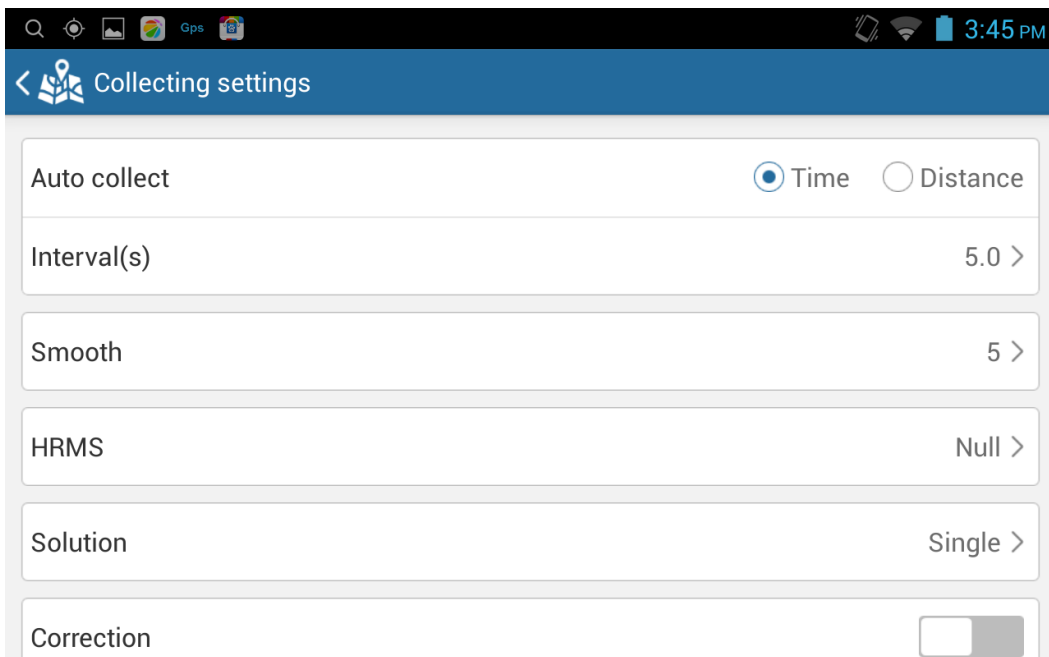 Gps 3:45 PM
Collecting settings
Auto collect Time Distance
Interval(s) 5.0
Smooth 5
HRMS Null
Solution Single
Correction